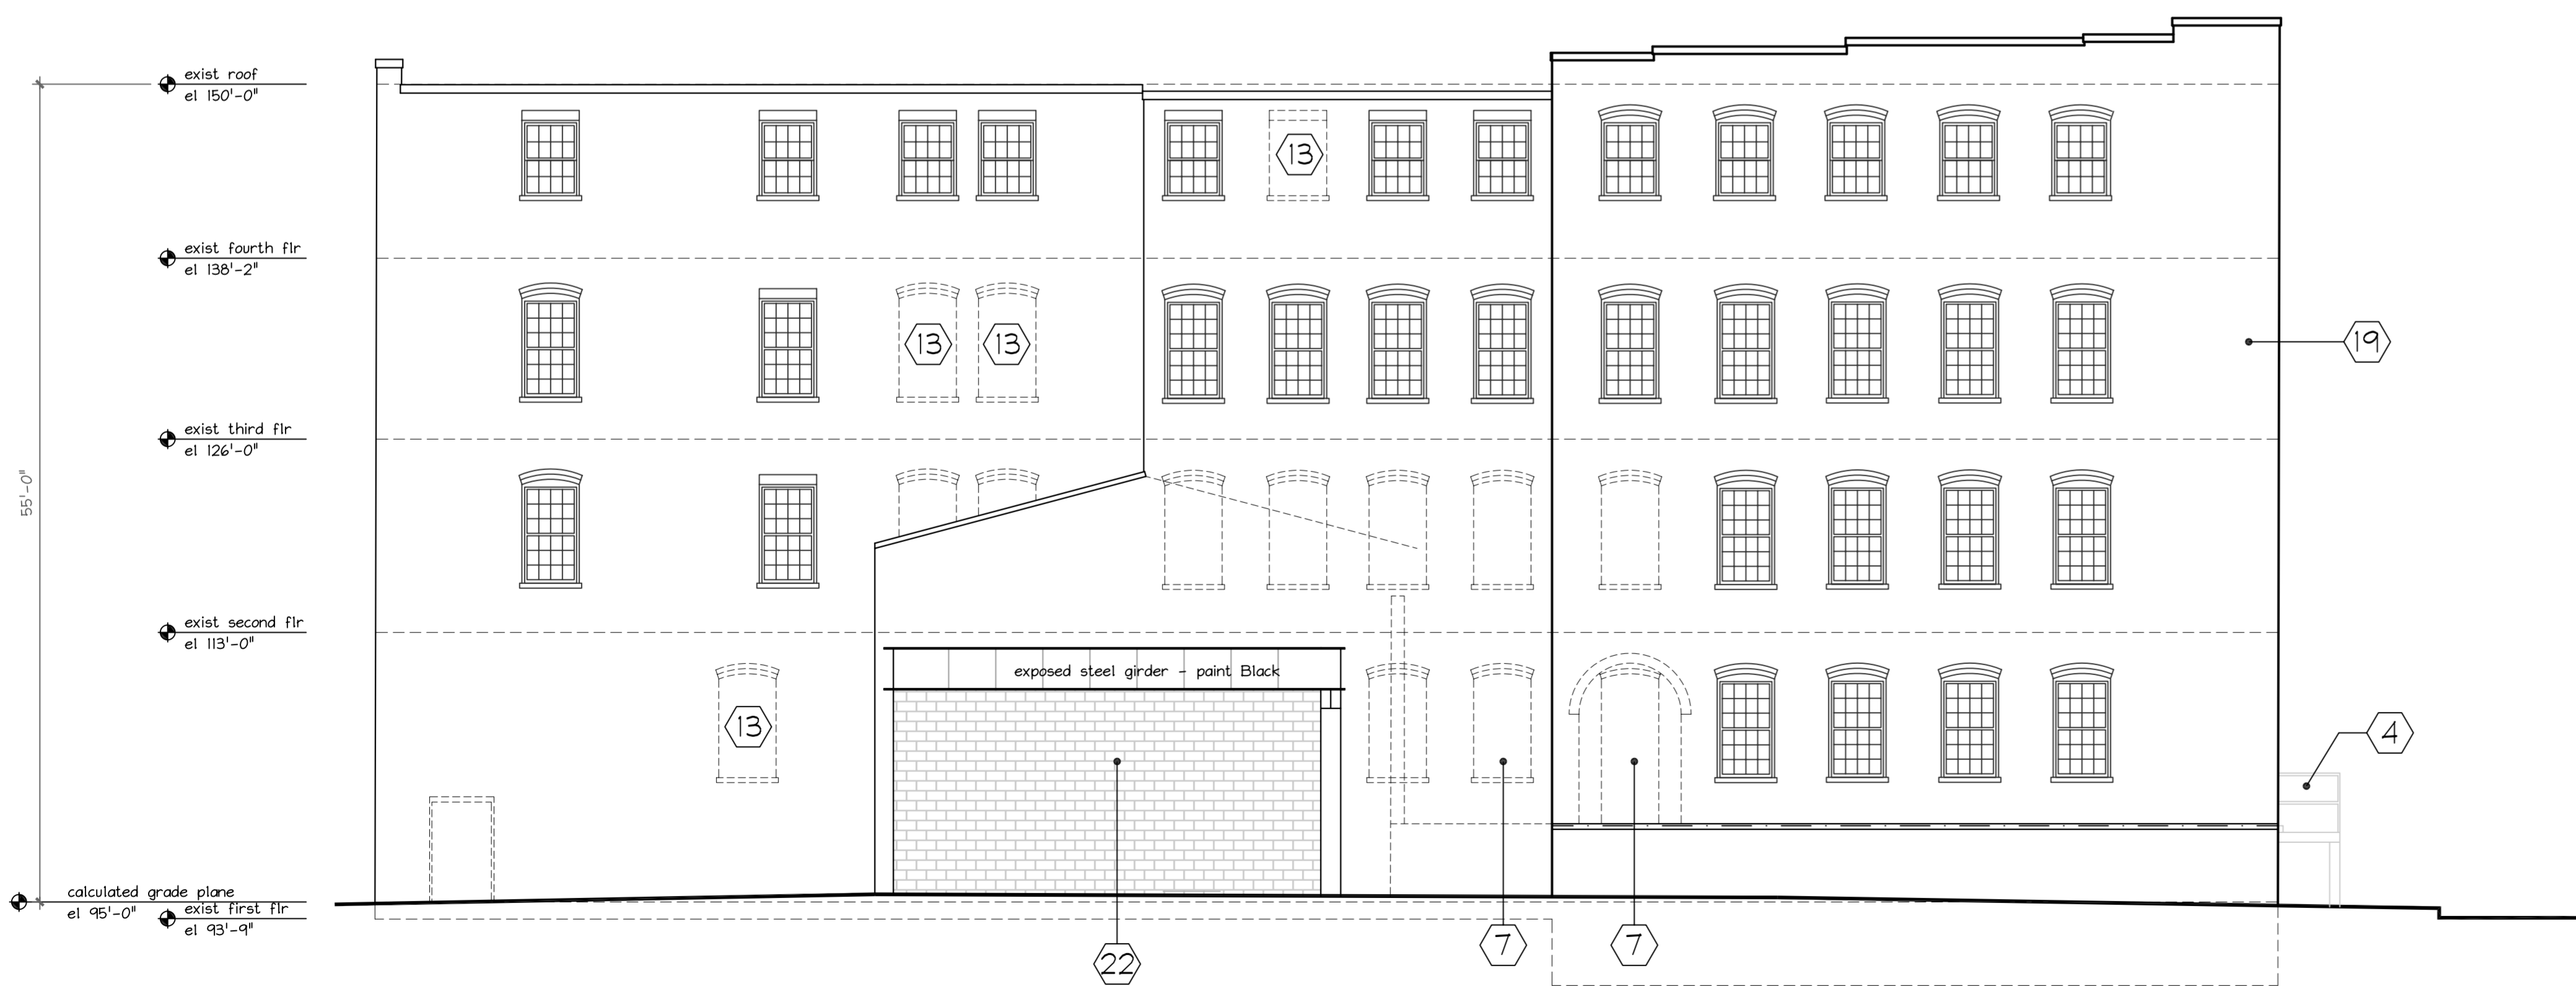 exist roof
el 150'-0"
13
exist fourth flr
el 138'-2"
13
13
19
exist third flr
el 126'-0"
55'-0"
exist second flr
el 113'-0"
exposed steel girder - paint Black
13
4
calculated grade plane
el 95'-0"
exist first flr
el 93'-9"
7
7
22